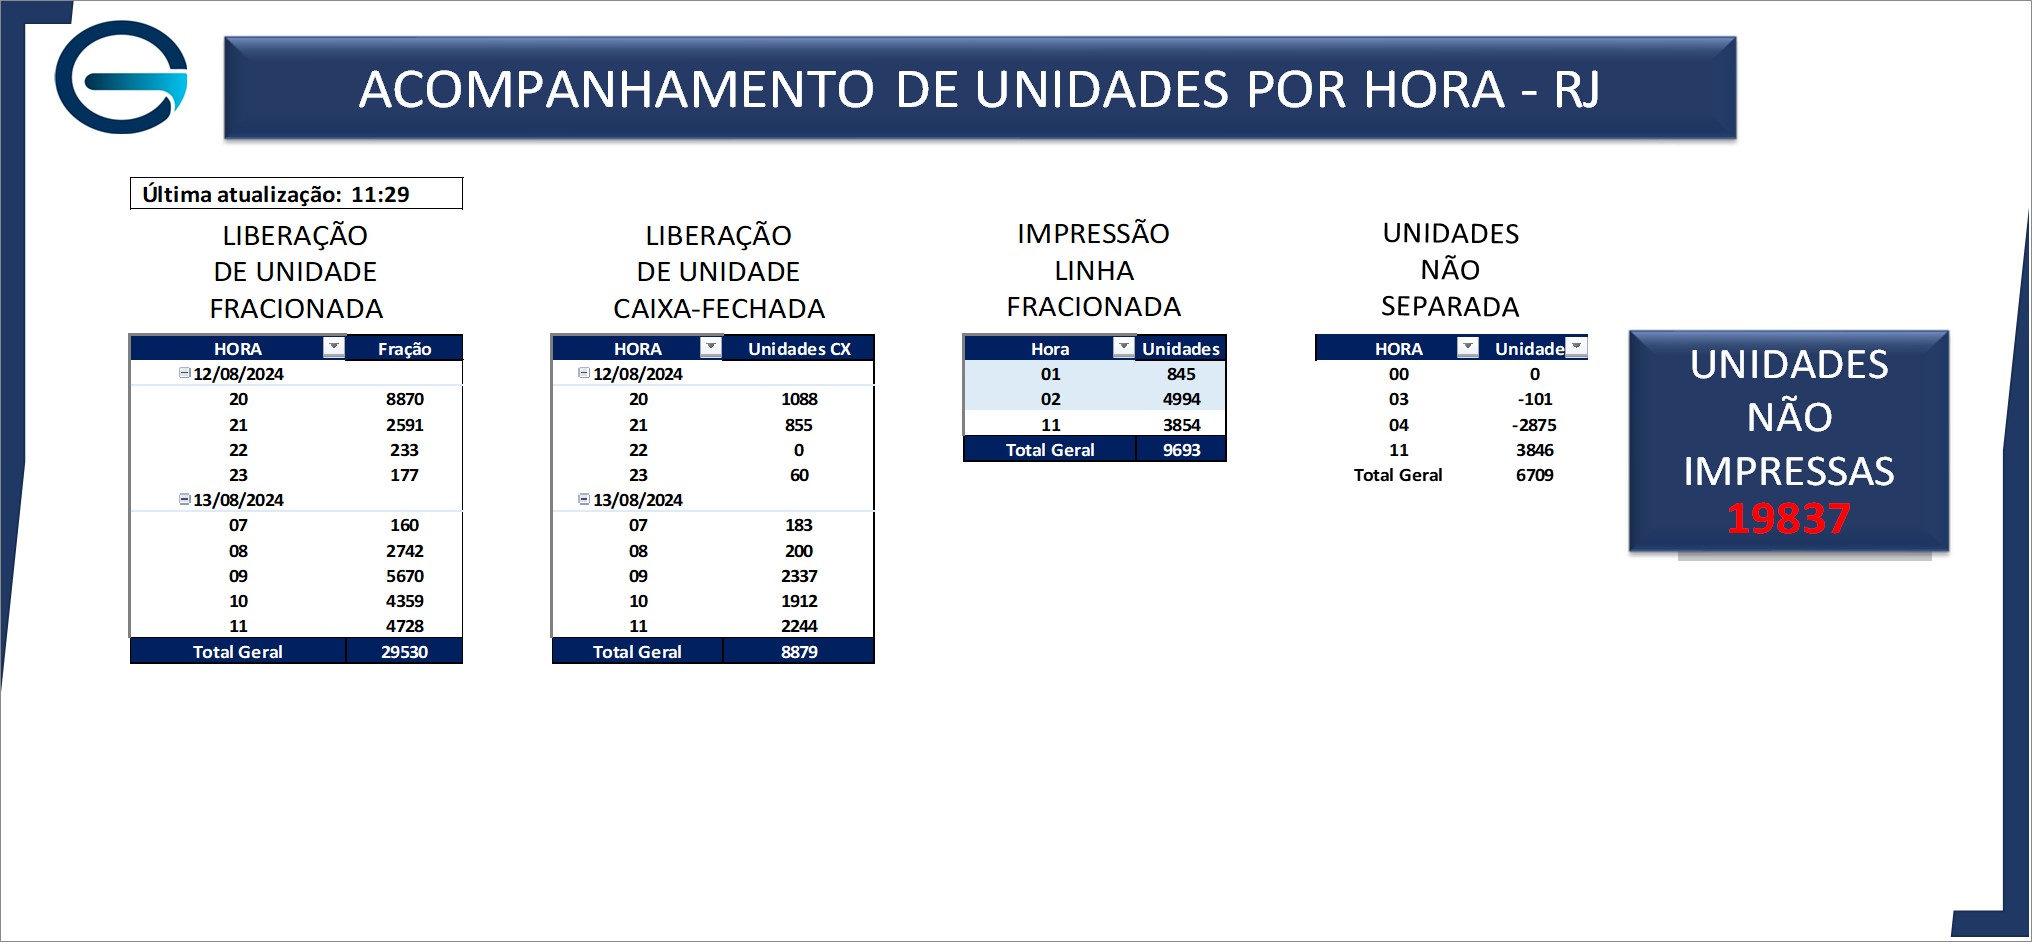 ACOMPANHAMENTO DE UNIDADES POR HORA - RJ
Última atualização: 11:29
LIBERAÇÃO
DE UNIDADE
FRACIONADA
HORA Fração
12/08/2024
20 8870
21 2591
22 233
23 177
13/08/2024
07 160
08 2742
09 5670
10 4359
11 4728
Total Geral 29530
LIBERAÇÃO
DE UNIDADE
CAIXA-FECHADA
HORA Unidades CX
12/08/2024
20 1088
21 855
22 0
23 60
13/08/2024
07 183
08 200
09 2337
10 1912
11 2244
Total Geral 8879
IMPRESSÃO
LINHA
FRACIONADA
Hora Unidades
01 845
02 4994
11 3854
Total Geral 9693
UNIDADES
NÃO
SEPARADA
HORA Unidade
00 0
03 -101
04 -2875
11 3846
Total Geral 6709
UNIDADES
NÃO
IMPRESSAS
19837